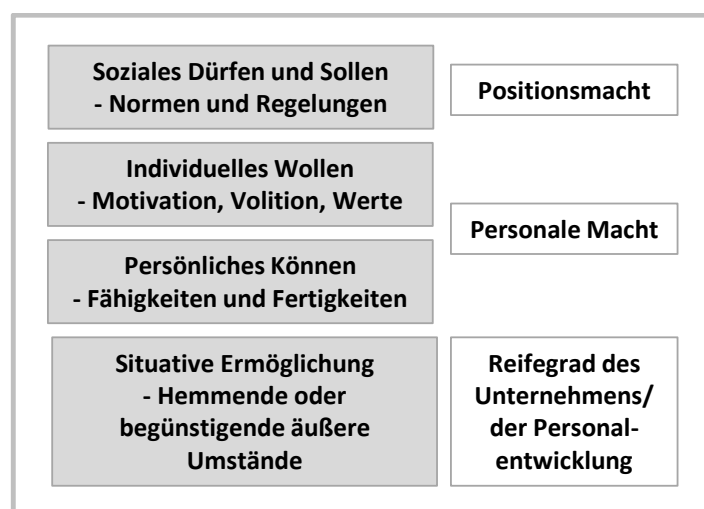 Soziales Dürfen und Sollen
- Normen und Regelungen
Positionsmacht
Individuelles Wollen
- Motivation, Volition, Werte
Personale Macht
Persönliches Können
- Fähigkeiten und Fertigkeiten
Situative Ermöglichung
- Hemmende oder
begünstigende äußere
Umstände
Reifegrad des
Unternehmens/
der Personal-
entwicklung